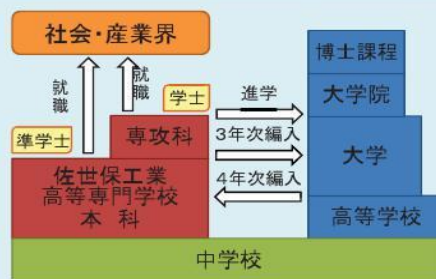 社会・産業界
就職
就職
学士
準学士
専攻科
佐世保工業
高等専門学校
本科
進学
3年次編入
4年次編入
博士課程
大学院
大学
高等学校
中学校